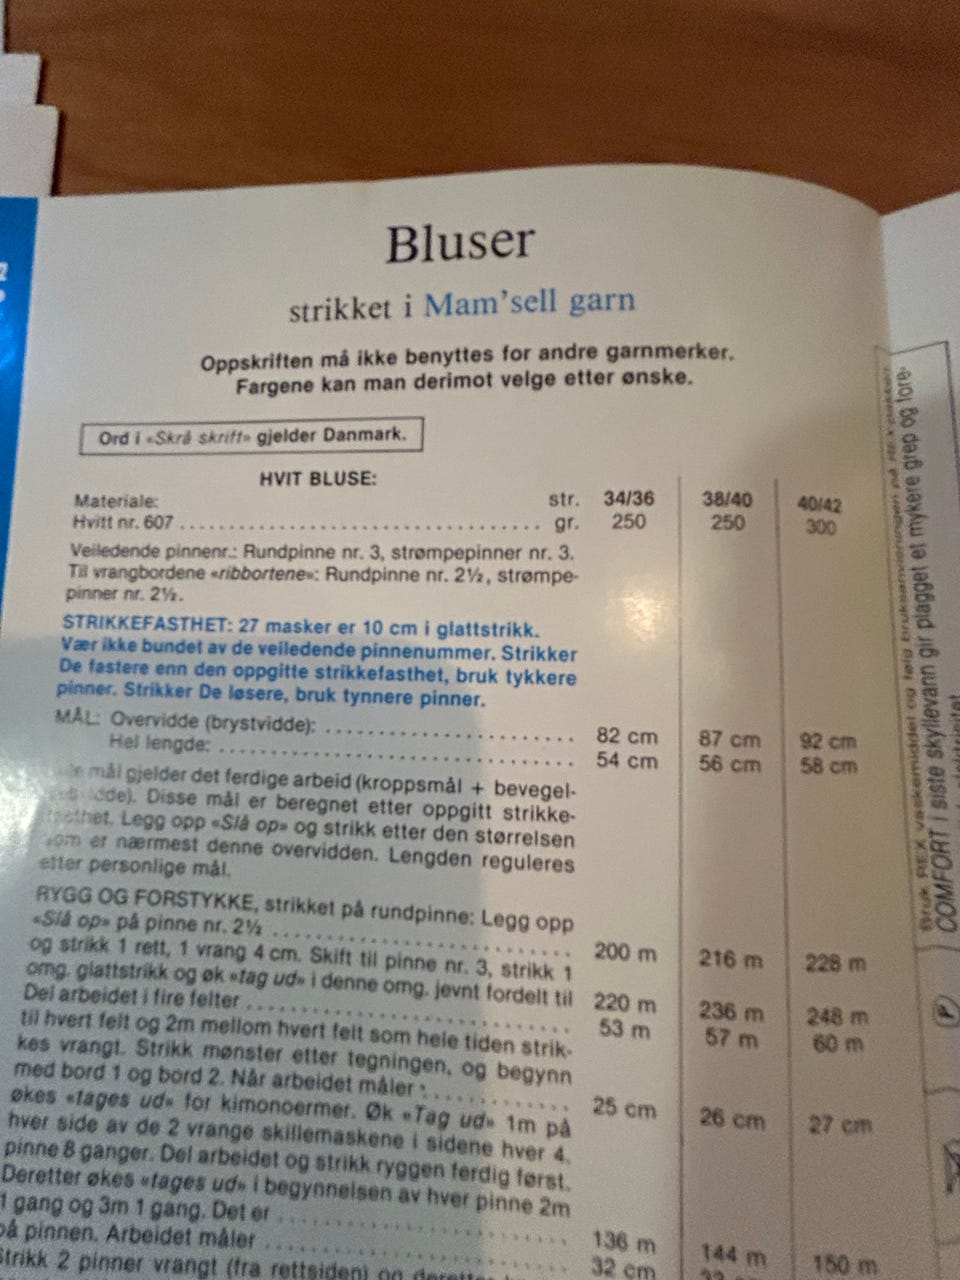 Bluser
strikket i Mam'sell garn
Oppskriften må ikke benyttes for andre garnmerker.
Fargene kan man derimot velge etter ønske.
Ord i «Skrå skrift» gjelder Danmark.
HVIT BLUSE:
Materiale: str. 34/36 38/40 40/42
Hvitt nr. 607 gr. 250 250 300
Veiledende pinnenr.: Rundpinne nr. 3, strømpepinner nr. 3.
Til vrangbordene «ribbortene»: Rundpinne nr. 2½, strømpe-
pinner nr. 2½.
STRIKKEFASTHET: 27 masker er 10 cm i glattstrikk.
Vær ikke bundet av de veiledende pinnenummer. Strikker
De fastere enn den oppgitte strikkefasthet, bruk tykkere
pinner. Strikker De løsere, bruk tynnere pinner.
MÅL: Overvidde (brystvidde): 82 cm 87 cm 92 cm
Hel lengde: 54 cm 56 cm 58 cm
mål gjelder det ferdige arbeid (kroppsmål + bevegel-
Disse mål er beregnet etter oppgitt strikke-
Legg opp «Slå op» og strikk etter den størrelsen
som er nærmest denne overvidden. Lengden reguleres
etter personlige mål.
RYGG OG FORSTYKKE, strikket på rundpinne: Legg opp
«Slå op» på pinne nr. 2½ 200 m 216 m 228 m
og strikk 1 rett, 1 vrang 4 cm. Skift til pinne nr. 3, strikk 1
omg. glattstrikk og øk «tag ud» i denne omg. jevnt fordelt til 220 m 236 m 248 m
Del arbeidet i fire felter 53 m 57 m 60 m
til hvert felt og 2m mellom hvert felt som hele tiden strik-
kes vrangt. Strikk mønster etter tegningen, og begynn
med bord 1 og bord 2. Når arbeidet måler 25 cm 26 cm 27 cm
økes «tages ud» for kimonoermer. Øk «Tag ud» 1m på
hver side av de 2 vrange skillemaskene i sidene hver 4.
pinne 8 ganger. Del arbeidet og strikk ryggen ferdig først.
Deretter økes «tages ud» i begynnelsen av hver pinne 2m
1 gang og 3m 1 gang. Det er 136 m 144 m 150 m
på pinnen. Arbeidet måler 32 cm
Strikk 2 pinner vrangt (fra rettsiden) og
Bruk REX vaskemiddel og følg bruksanvisningen på
COMFORT i siste skyllevann gir plagget et mykere grep og fore-
P